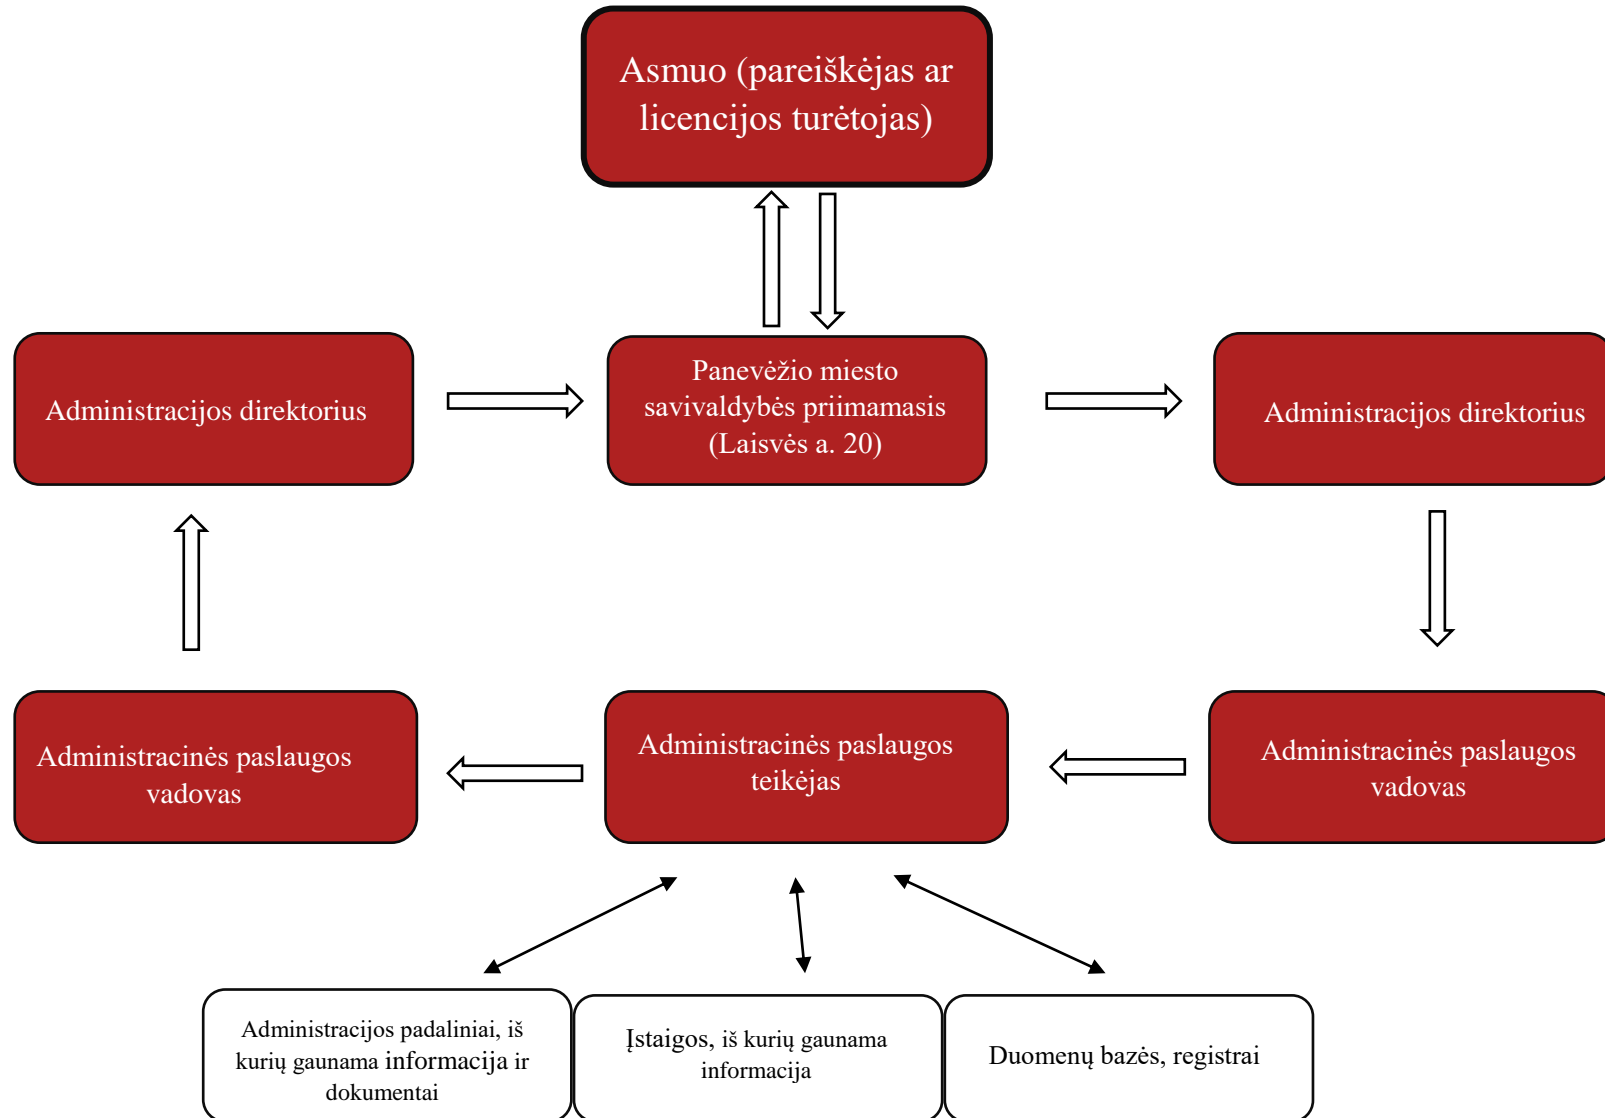 Asmuo (pareiškėjas ar
licencijos turėtojas)
Administracijos direktorius
Panevėžio miesto
savivaldybės priimamasis
(Laisvės a. 20)
Administracijos direktorius
Administracinės paslaugos
vadovas
Administracinės paslaugos
teikėjas
Administracinės paslaugos
vadovas
Administracijos padaliniai, iš
kurių gaunama informacija ir
dokumentai
Įstaigos, iš kurių gaunama
informacija
Duomenų bazės, registrai